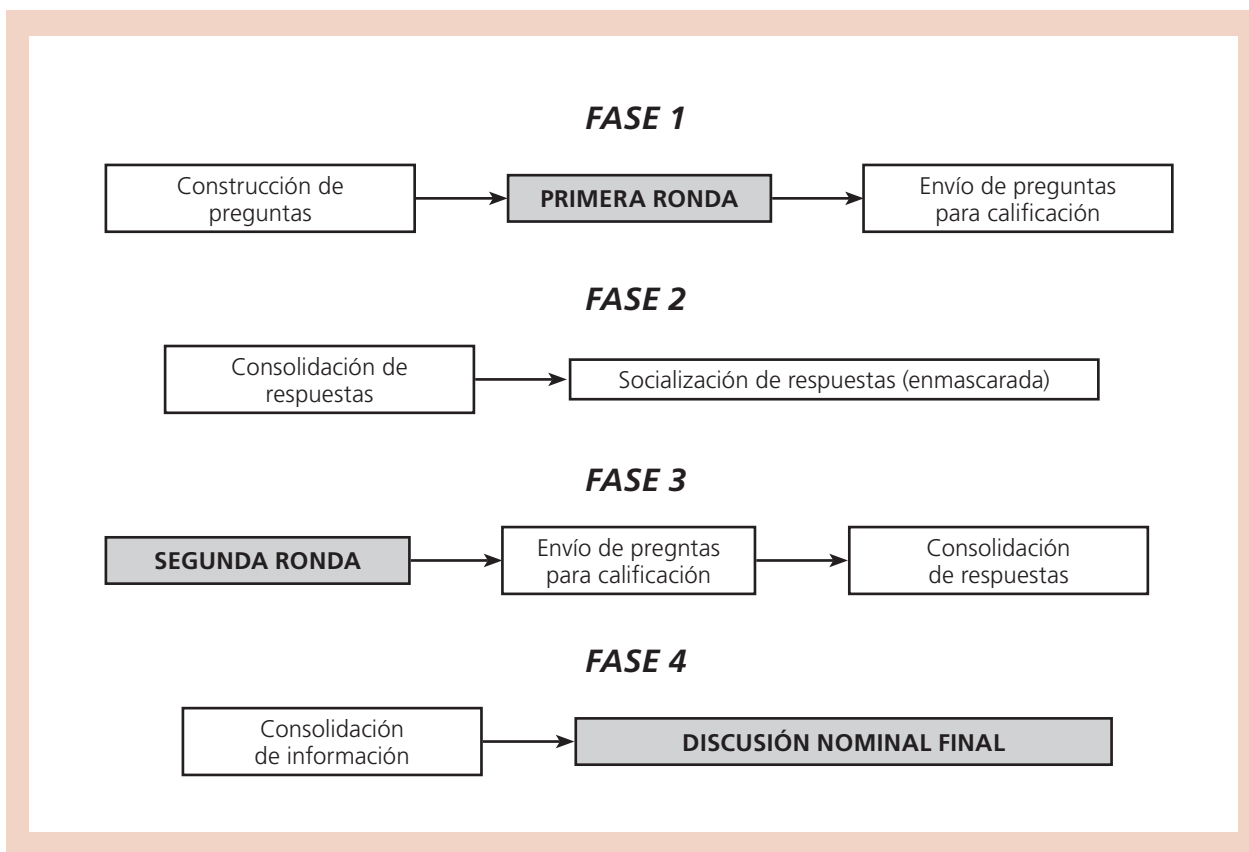 FASE 1
Construcción de
preguntas
PRIMERA RONDA
Envío de preguntas
para calificación
FASE 2
Consolidación de
respuestas
Socialización de respuestas (enmascarada)
FASE 3
SEGUNDA RONDA
Envío de pregntas
para calificación
Consolidación
de respuestas
FASE 4
Consolidación
de información
DISCUSIÓN NOMINAL FINAL